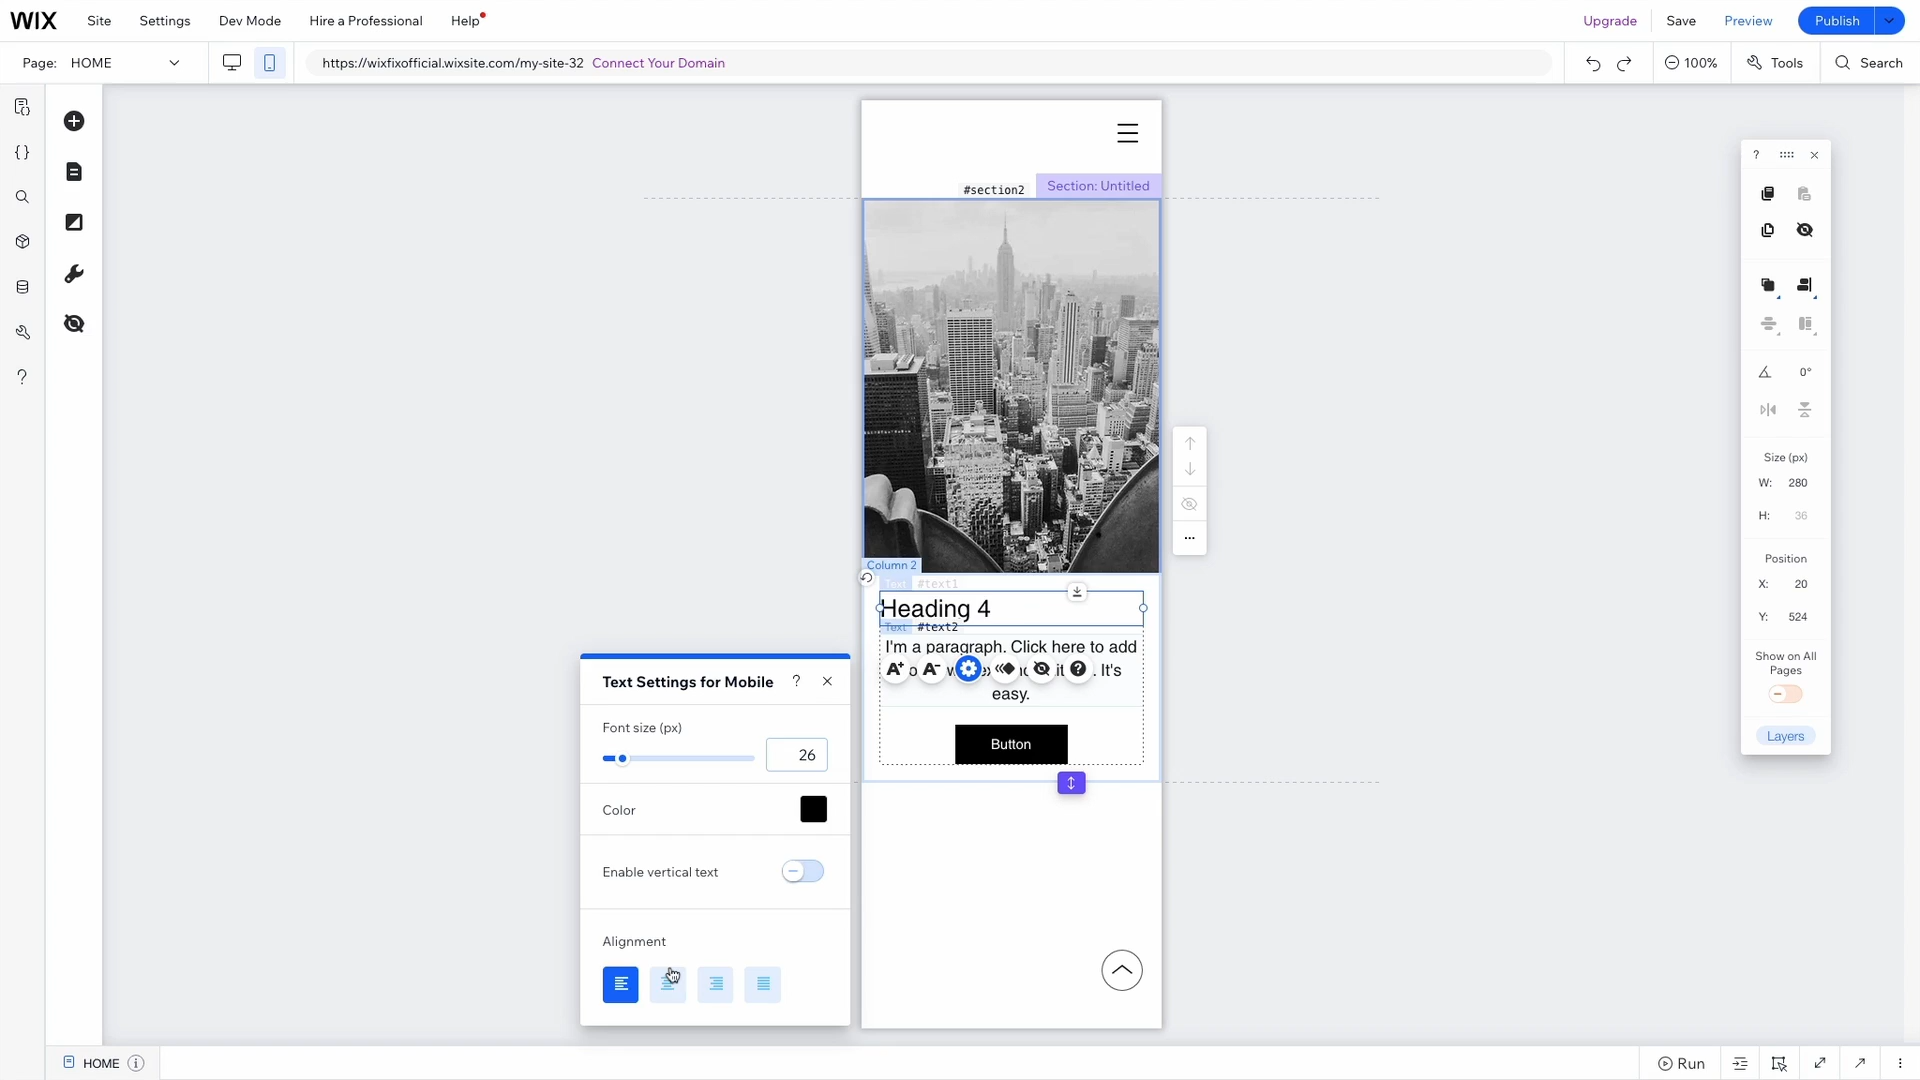 WIX
Site
Settings
Dev Mode
Hire a Professional
Help
Upgrade
Save
Preview
Publish
Page:
HOME
https://wixfixofficial.wixsite.com/my-site-32
Connect Your Domain
100%
Tools
Search
#section2
Section: Untitled
Column 2
Text
#text1
Heading 4
Text
#text2
I'm a paragraph. Click here to add
It's
easy.
Button
Text Settings for Mobile
?
Font size (px)
26
Color
Enable vertical text
Alignment
?
0°
Size (px)
W:
280
H:
36
Position
X:
20
Y:
524
Show on All
Pages
Layers
HOME
Run